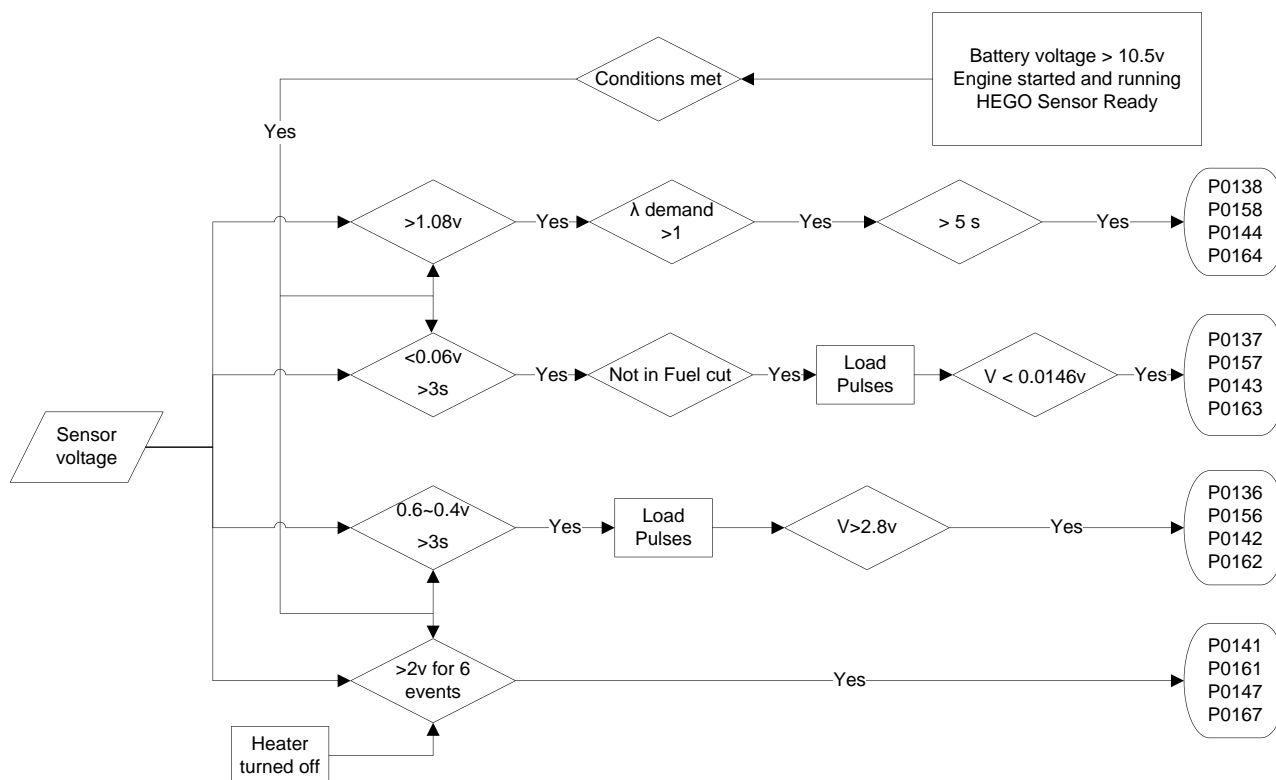 Battery voltage > 10.5v
Engine started and running
HEGO Sensor Ready
Conditions met
Yes
>1.08v
Yes
λ demand
>1
Yes
> 5 s
Yes
P0138
P0158
P0144
P0164
<0.06v
>3s
Yes
Not in Fuel cut
Yes
Load
Pulses
V < 0.0146v
Yes
P0137
P0157
P0143
P0163
Sensor
voltage
0.6~0.4v
>3s
Yes
Load
Pulses
V>2.8v
Yes
P0136
P0156
P0142
P0162
>2v for 6
events
Yes
P0141
P0161
P0147
P0167
Heater
turned off